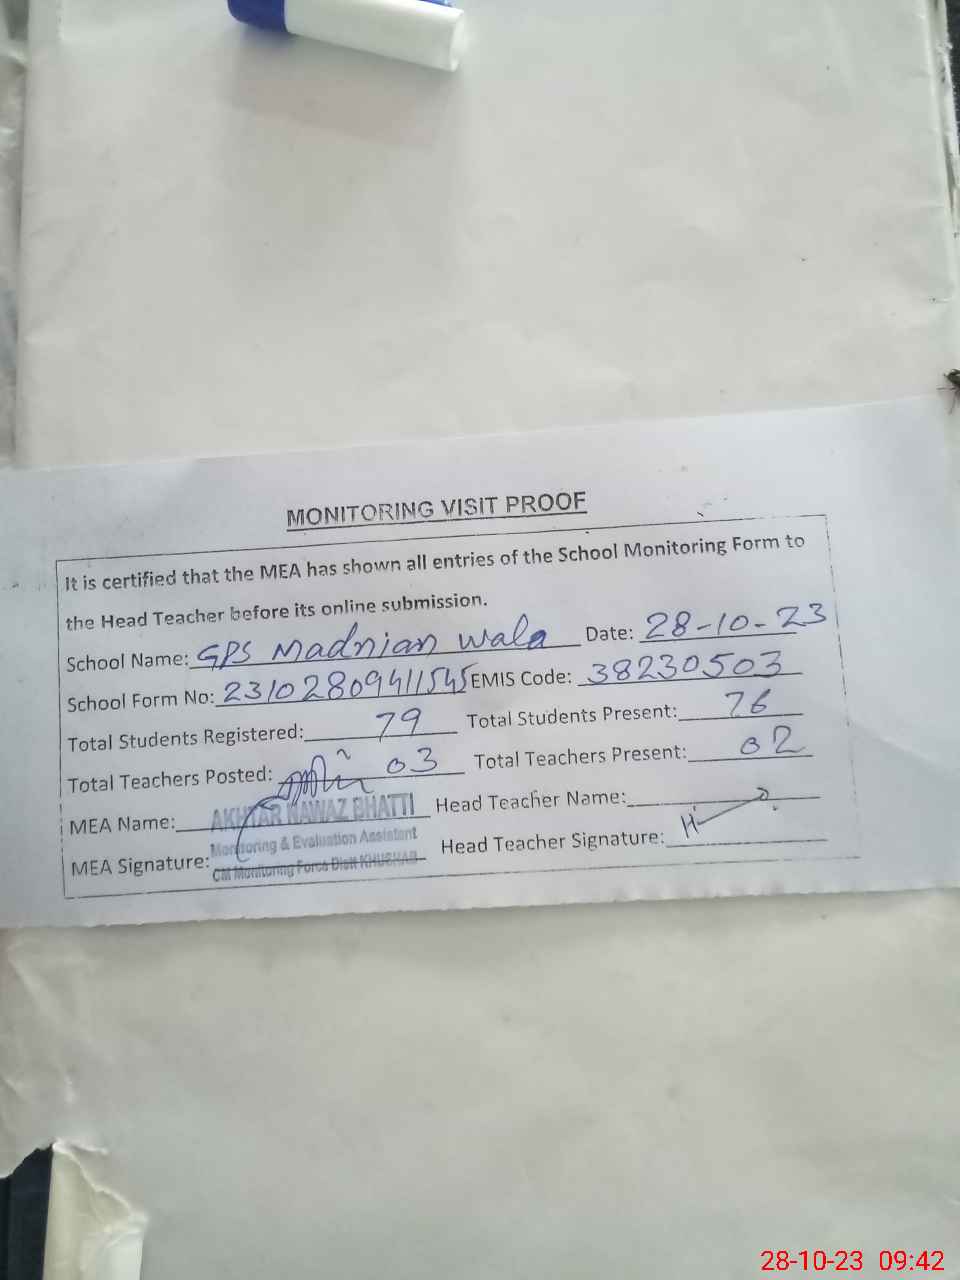 MONITORING VISIT PROOF
It is certified that the MEA has shown all entries of the School Monitoring Form to
the Head Teacher before its online submission.
School Name: GPS Madnian wala Date: 28-10-23
School Form No: 23102809411545 EMIS Code: 38230503
Total Students Registered: 79 Total Students Present: 76
Total Teachers Posted: 03 Total Teachers Present: 02
MEA Name: AKHTAR NAWAZ BHATTI Head Teacher Name:
Monitoring & Evaluation Assistant
MEA Signature: CM Monitoring Force Distt KHUSHAB Head Teacher Signature:
28-10-23 09:42